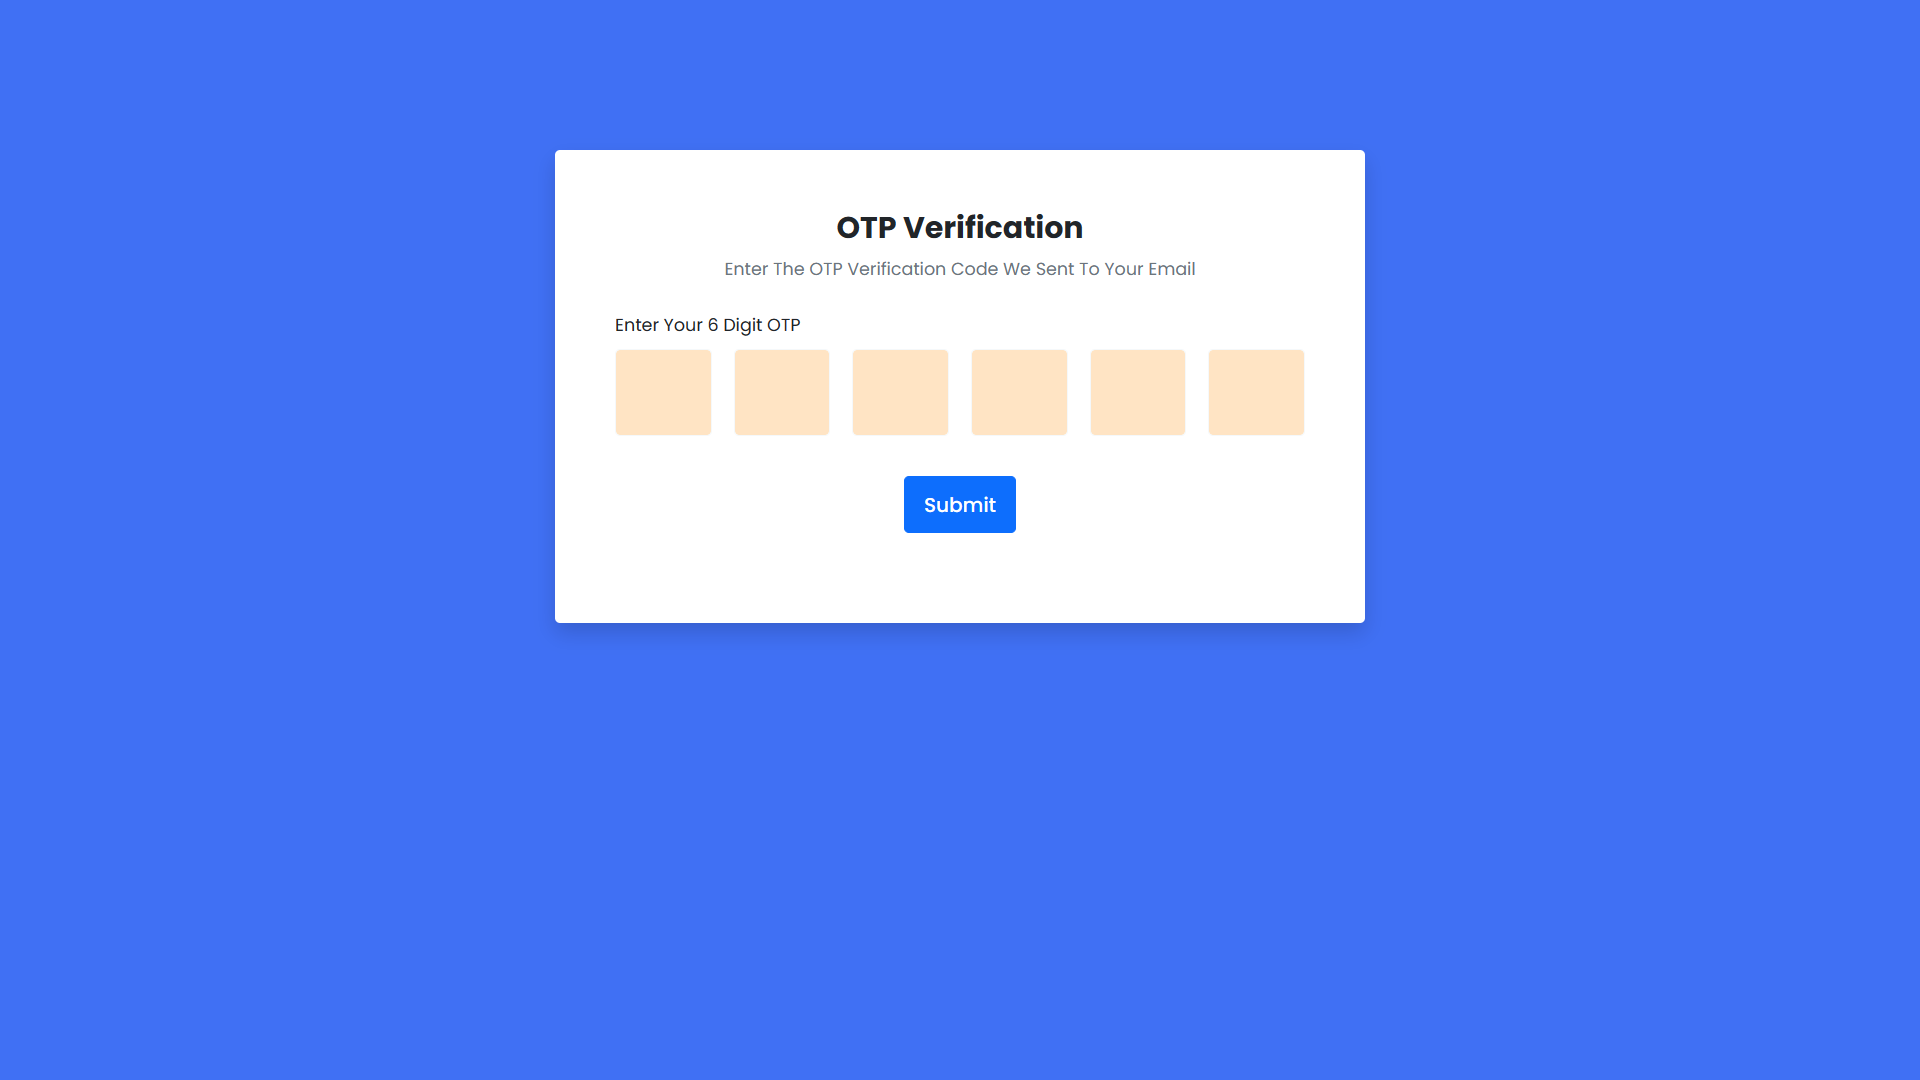 OTP Verification
Enter The OTP Verification Code We Sent To Your Email
Enter Your 6 Digit OTP
Submit